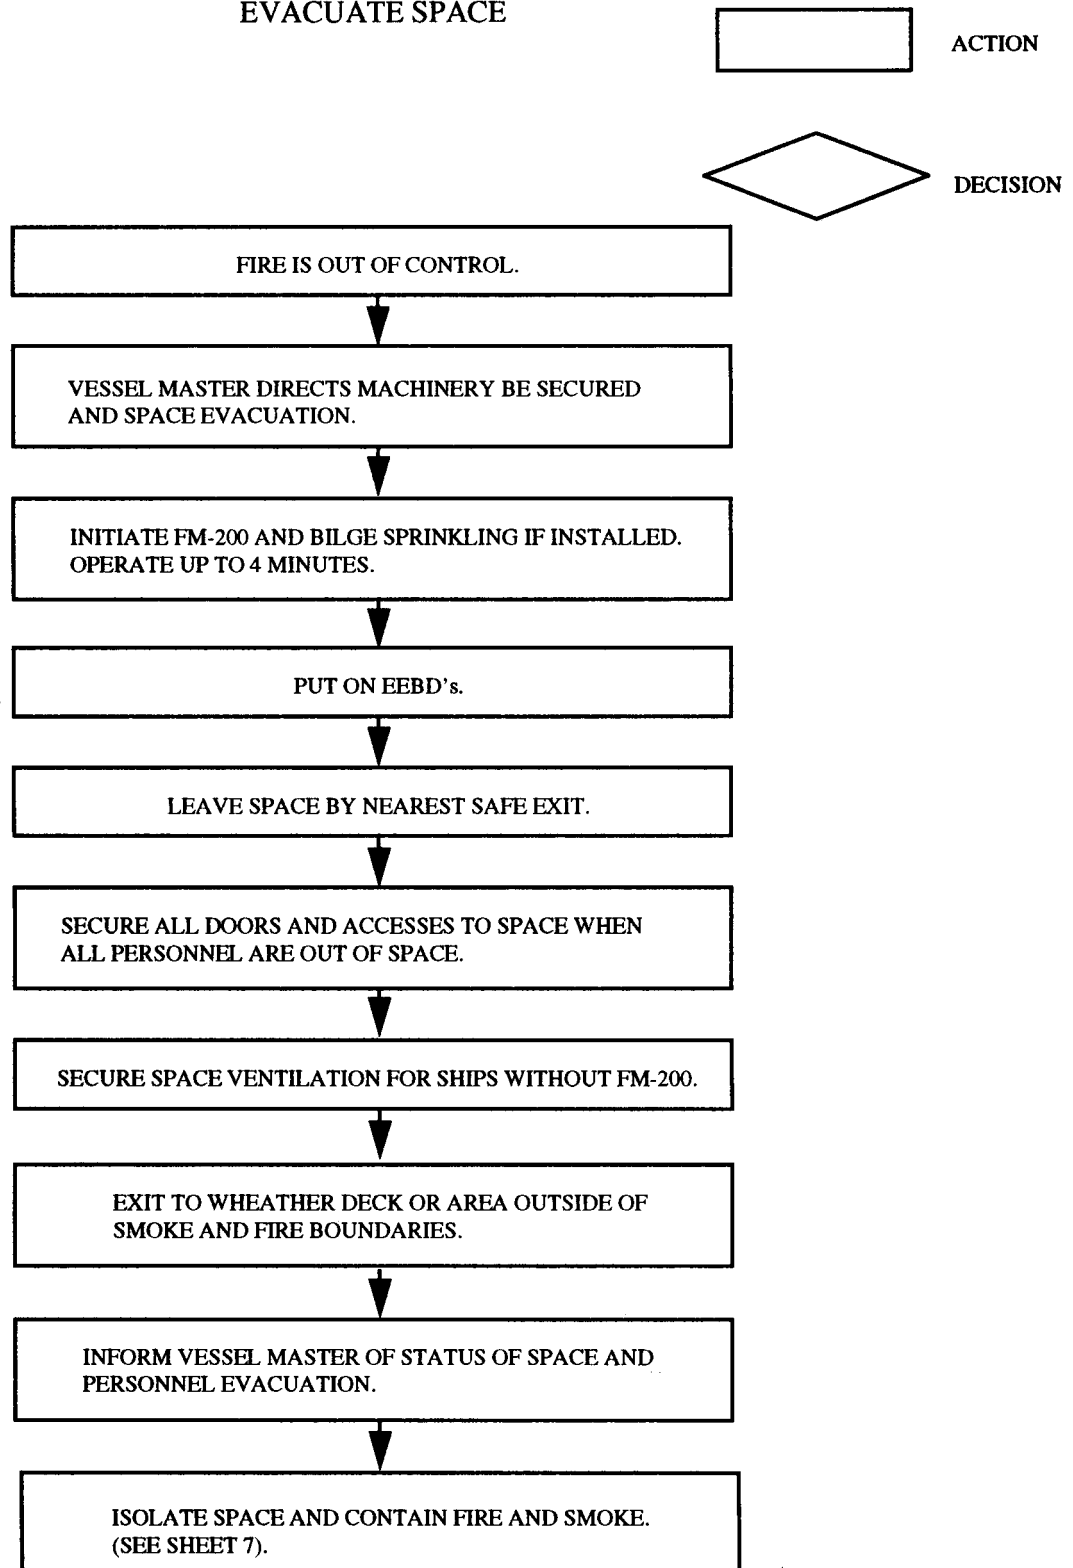 EVACUATE SPACE
ACTION
DECISION
FIRE IS OUT OF CONTROL.
VESSEL MASTER DIRECTS MACHINERY BE SECURED
AND SPACE EVACUATION.
INITIATE FM-200 AND BILGE SPRINKLING IF INSTALLED.
OPERATE UP TO 4 MINUTES.
PUT ON EEBD's.
LEAVE SPACE BY NEAREST SAFE EXIT.
SECURE ALL DOORS AND ACCESSES TO SPACE WHEN
ALL PERSONNEL ARE OUT OF SPACE.
SECURE SPACE VENTILATION FOR SHIPS WITHOUT FM-200.
EXIT TO WHEATHER DECK OR AREA OUTSIDE OF
SMOKE AND FIRE BOUNDARIES.
INFORM VESSEL MASTER OF STATUS OF SPACE AND
PERSONNEL EVACUATION.
ISOLATE SPACE AND CONTAIN FIRE AND SMOKE.
(SEE SHEET 7).